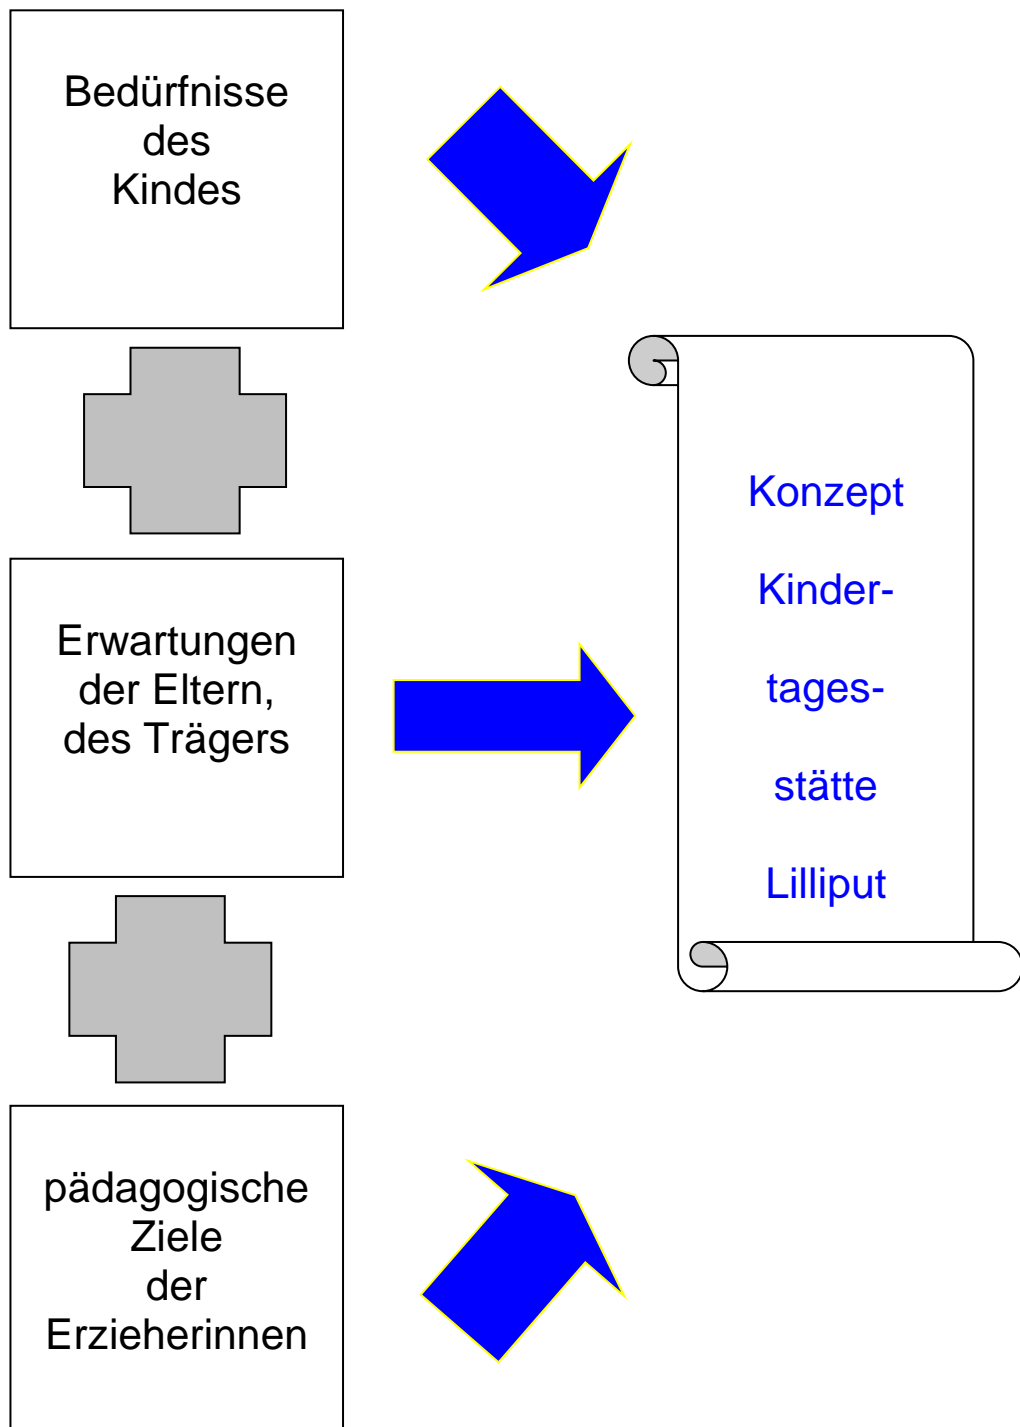 Bedürfnisse
des
Kindes
Erwartungen
der Eltern,
des Trägers
pädagogische
Ziele
der
Erzieherinnen
Konzept
Kinder-
tages-
stätte
Lilliput